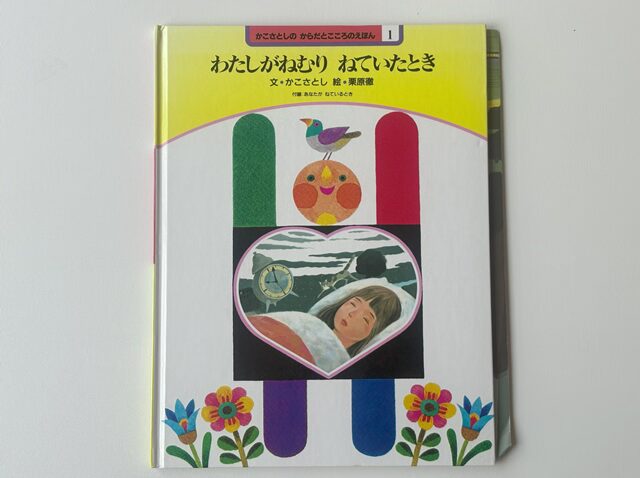 かこさとしの からだとこころのえほん 1
わたしがねむり ねていたとき
文・かこさとし 絵・栗原徹
付録 あなたが ねているとき